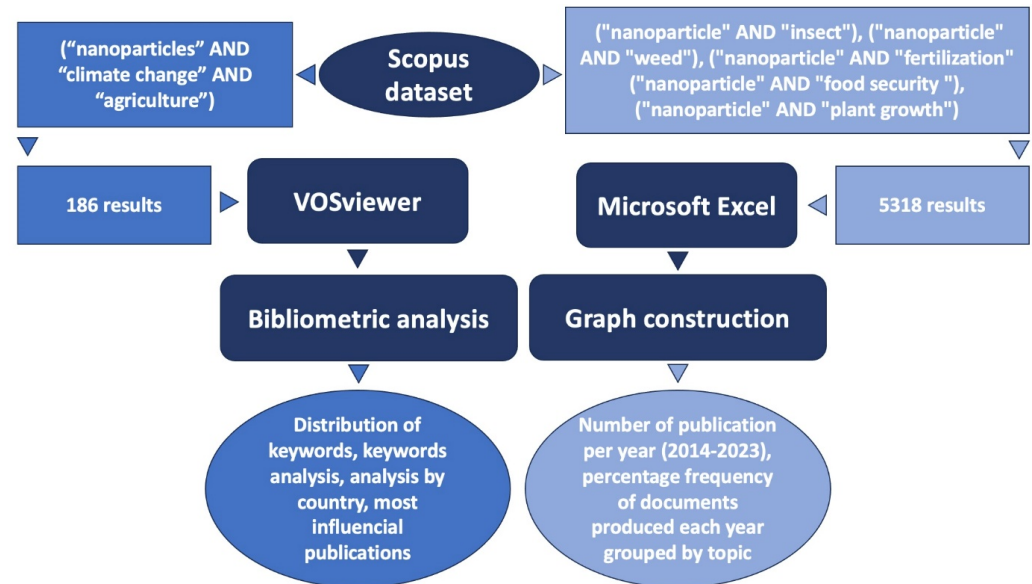 Scopus
dataset
(“nanoparticles” AND
“climate change” AND
“agriculture”)
186 results
VOSviewer
Bibliometric analysis
Distribution of
keywords, keywords
analysis, analysis by
country, most
influencial
publications
("nanoparticle" AND "insect"), ("nanoparticle"
AND "weed"), ("nanoparticle" AND "fertilization"
("nanoparticle" AND "food security "),
("nanoparticle" AND "plant growth")
5318 results
Microsoft Excel
Graph construction
Number of publication
per year (2014-2023),
percentage frequency
of documents
produced each year
grouped by topic